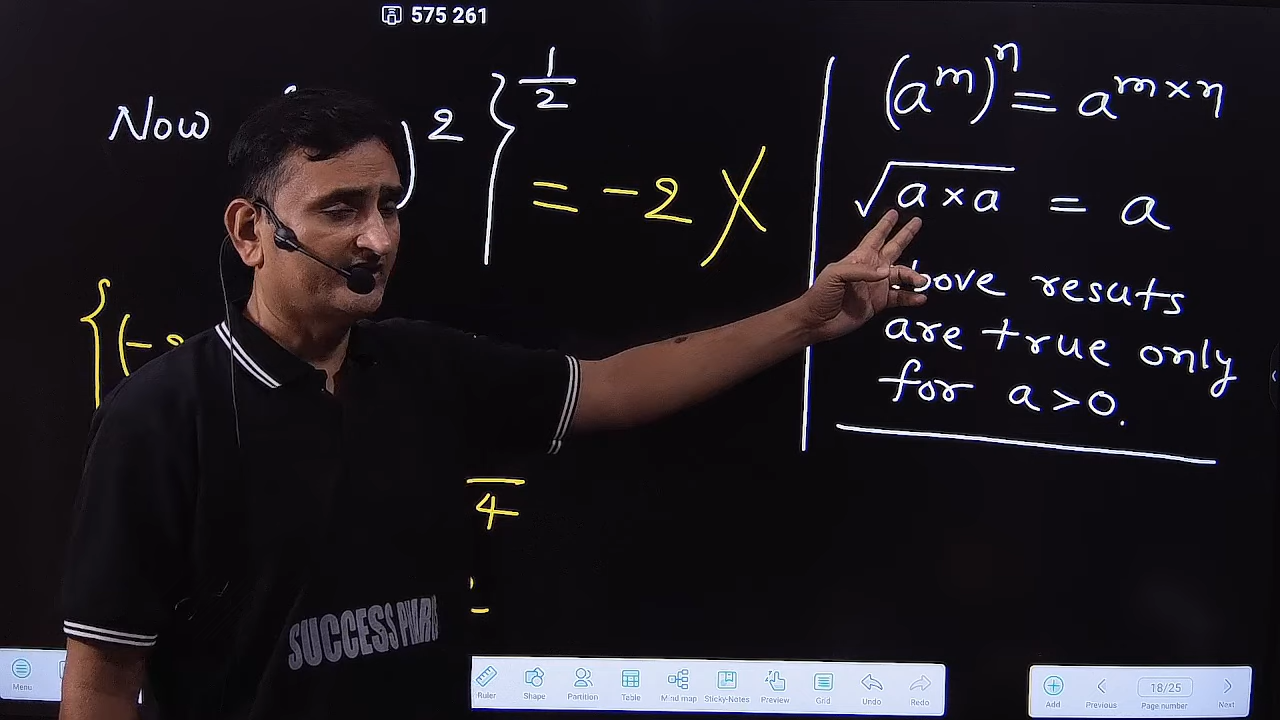 575 261
Now ) 2 } 1/2
= -2 X
{(-2
4
(a^m)^n = a^m×n
√a×a = a
bove resuts
are true only
for a>0.
SUCCESS
Menu
Ruler Shape Partition Table Mind map Sticky-Notes Preview Grid Undo Redo
Add Previous 18/25 Page number Next